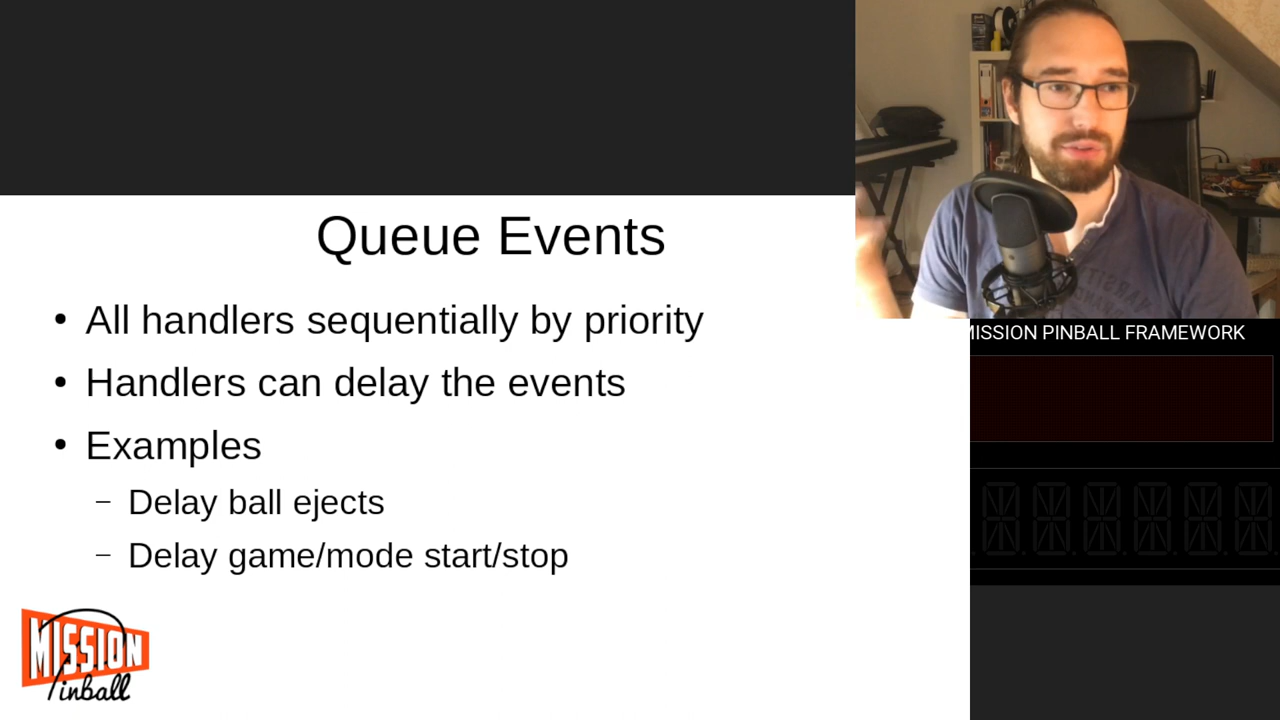 Queue Events
MISSION PINBALL FRAMEWORK
• All handlers sequentially by priority
• Handlers can delay the events
• Examples
– Delay ball ejects
– Delay game/mode start/stop
MISSION
Pinball